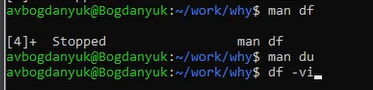 avbogdanyuk@Bogdanyuk:~/work/why$ man df
[4]+  Stopped                 man df
avbogdanyuk@Bogdanyuk:~/work/why$ man du
avbogdanyuk@Bogdanyuk:~/work/why$ df -vi